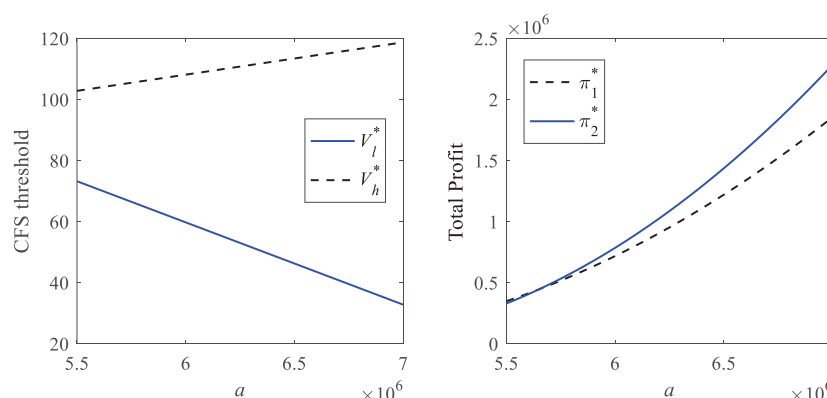 120
100
80
60
40
20
CFS threshold
V_l^*
V_h^*
5.5 6 6.5 7
a ×10^6
×10^6
2.5
2
1.5
1
0.5
0
Total Profit
π_1^*
π_2^*
5.5 6 6.5
a